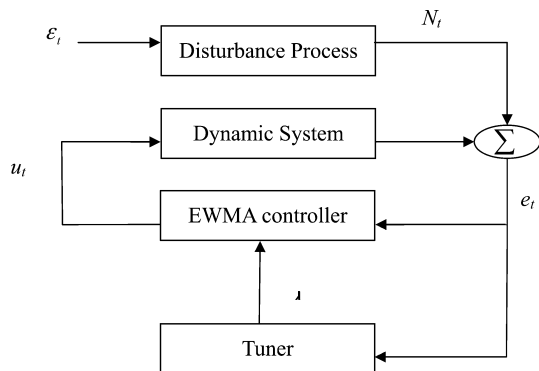 N_t
ε_t
Disturbance Process
Dynamic System
Σ
u_t
EWMA controller
e_t
Tuner